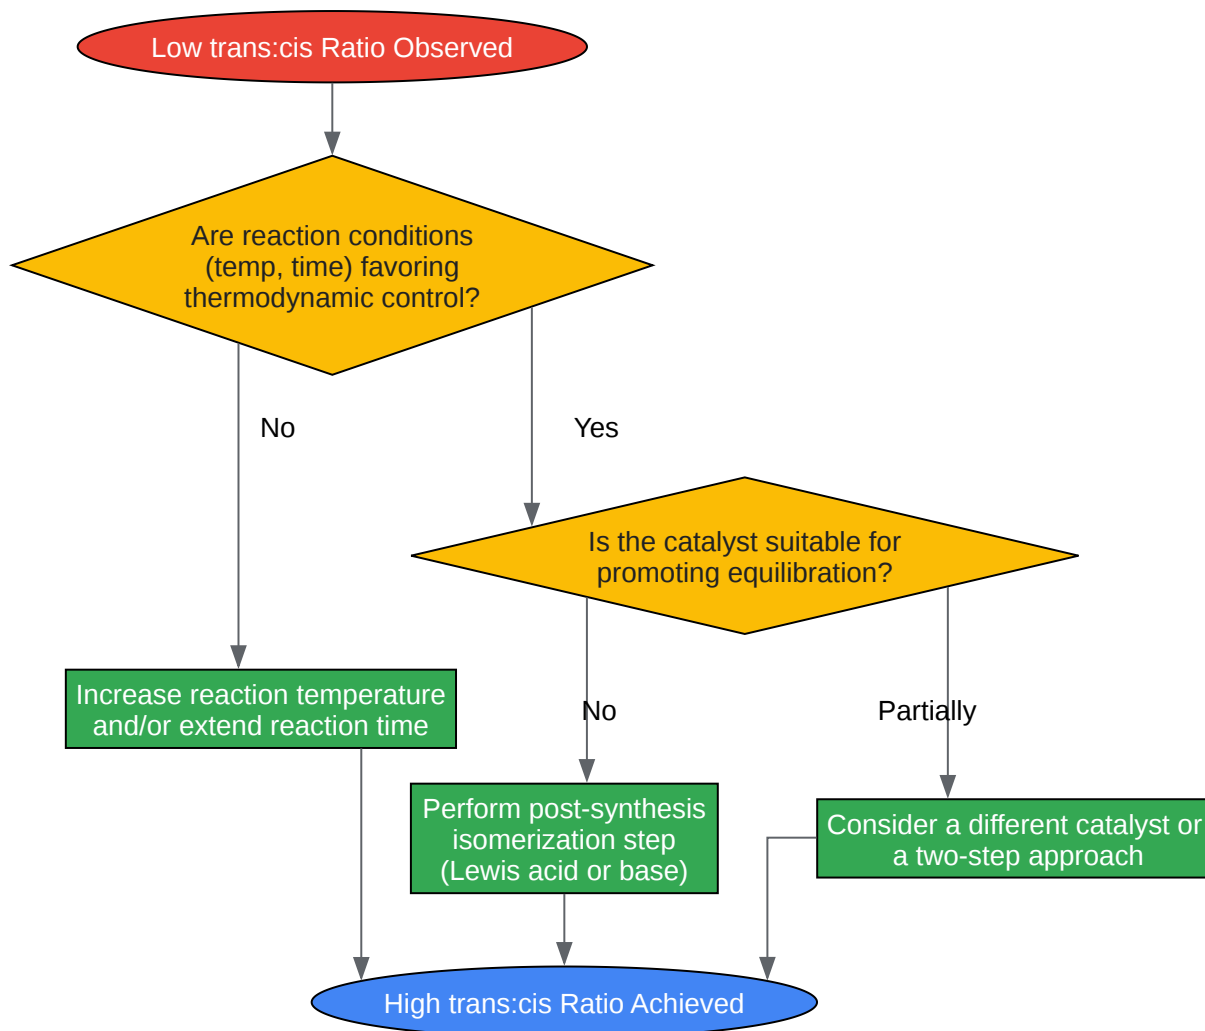 Low trans:cis Ratio Observed
Are reaction conditions
(temp, time) favoring
thermodynamic control?
No
Yes
Is the catalyst suitable for
promoting equilibration?
Increase reaction temperature
and/or extend reaction time
No
Partially
Perform post-synthesis
isomerization step
(Lewis acid or base)
Consider a different catalyst or
a two-step approach
High trans:cis Ratio Achieved